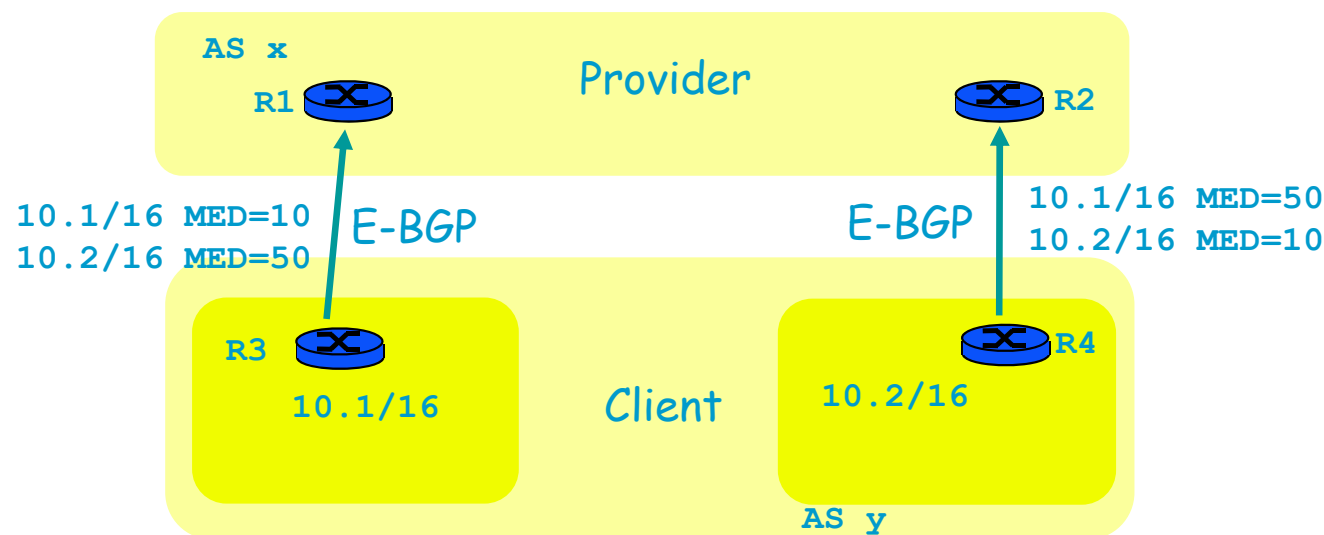 AS x
Provider
R1
R2
10.1/16 MED=10
10.2/16 MED=50
E-BGP
E-BGP
10.1/16 MED=50
10.2/16 MED=10
R3
R4
10.1/16
Client
10.2/16
AS y